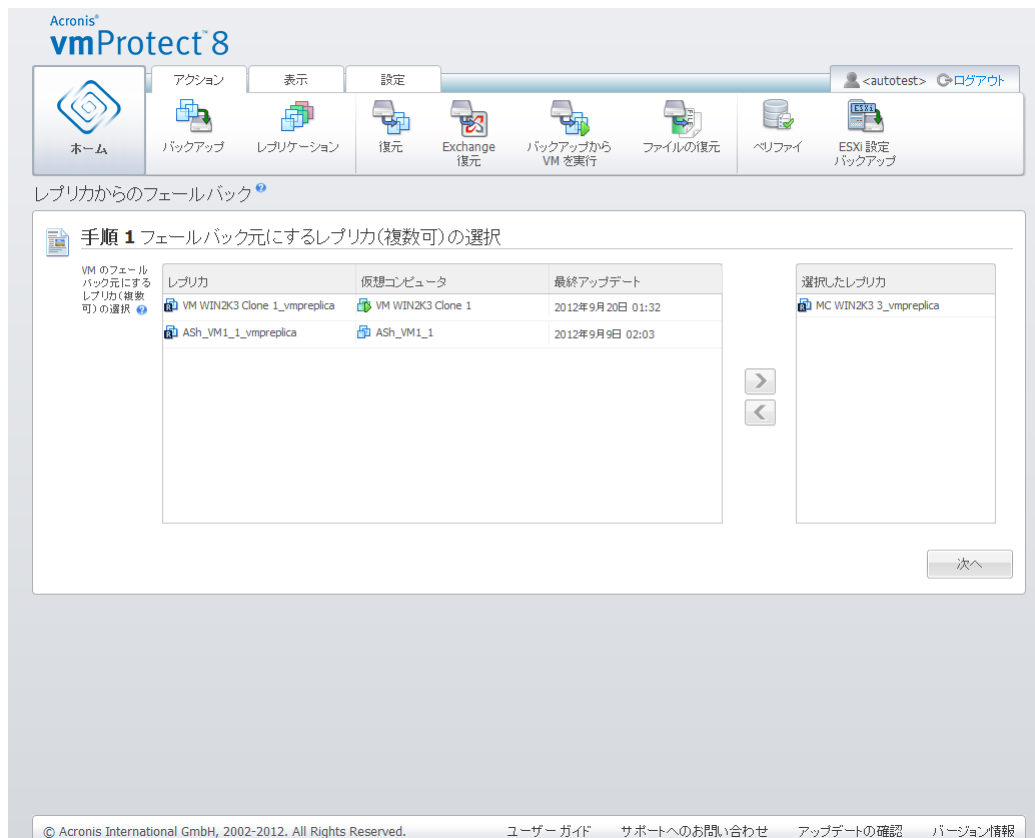 Acronis®
vmProtect™8
アクション 表示 設定
<autotest> ログアウト
ホーム
バックアップ
レプリケーション
復元
Exchange
復元
バックアップから
VM を実行
ファイルの復元
ベリファイ
ESXi 設定
バックアップ
レプリカからのフェールバック
手順 1 フェールバック元にするレプリカ(複数可)の選択
VM のフェール
バック元にする
レプリカ(複数
可)の選択
レプリカ 仮想コンピュータ 最終アップデート
VM WIN2K3 Clone 1_vmpreplica VM WIN2K3 Clone 1 2012年9月20日 01:32
ASh_VM1_1_vmpreplica ASh_VM1_1 2012年9月9日 02:03
選択したレプリカ
MC WIN2K3 3_vmpreplica
次へ
© Acronis International GmbH, 2002-2012. All Rights Reserved. ユーザー ガイド サポートへのお問い合わせ アップデートの確認 バージョン情報